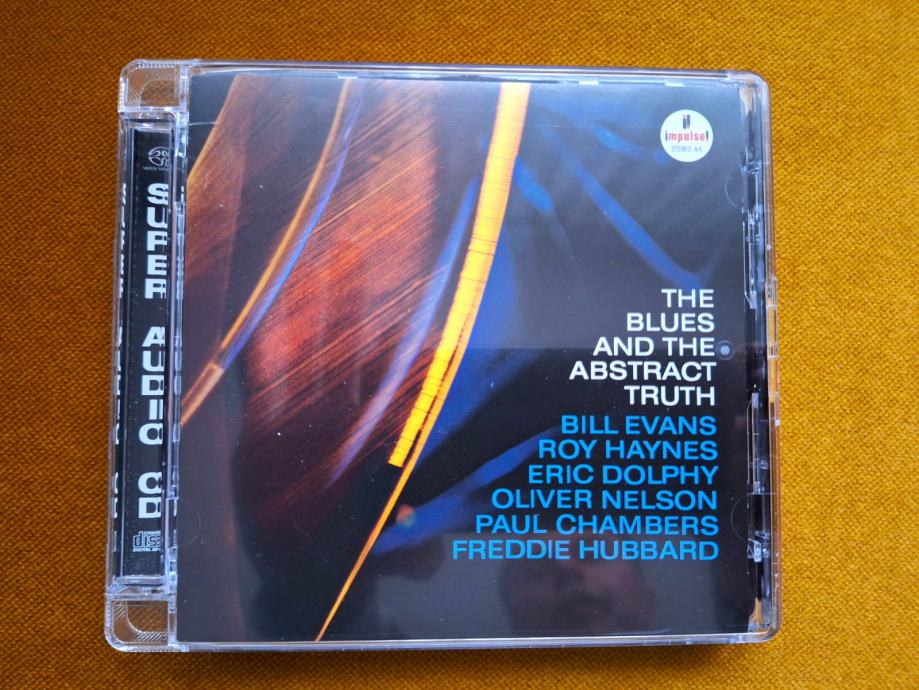 impulse!
STEREO A-5
THE
BLUES
AND THE
ABSTRACT
TRUTH
BILL EVANS
ROY HAYNES
ERIC DOLPHY
OLIVER NELSON
PAUL CHAMBERS
FREDDIE HUBBARD
SUPER AUDIO CD